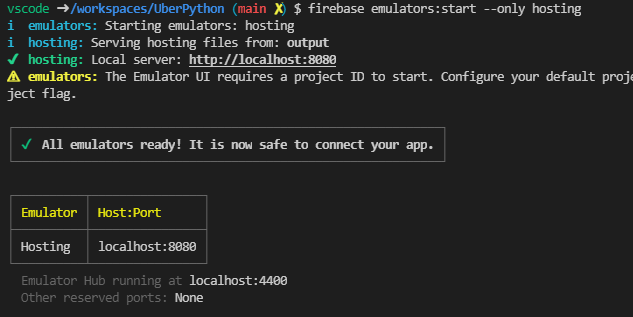 vscode ➜/workspaces/UberPython (main ✗) $ firebase emulators:start --only hosting
i  emulators: Starting emulators: hosting
i  hosting: Serving hosting files from: output
✔  hosting: Local server: http://localhost:8080
⚠  emulators: The Emulator UI requires a project ID to start. Configure your default proje
ject flag.
✔  All emulators ready! It is now safe to connect your app.
Emulator Host:Port
Hosting localhost:8080
Emulator Hub running at localhost:4400
Other reserved ports: None